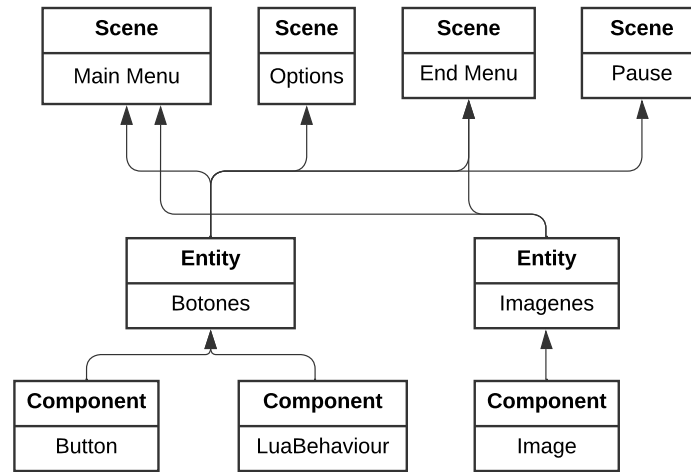 Scene
Main Menu
Scene
Options
Scene
End Menu
Scene
Pause
Entity
Botones
Entity
Imagenes
Component
Button
Component
LuaBehaviour
Component
Image